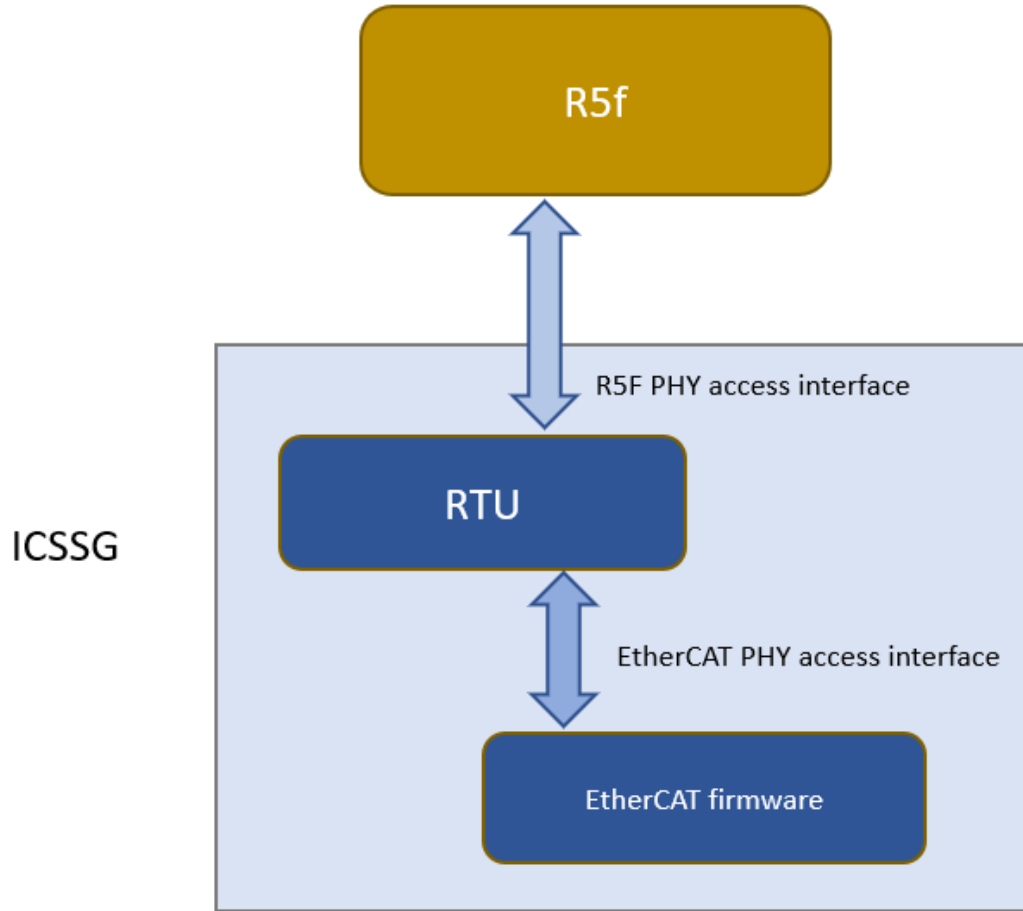 R5f
R5F PHY access interface
RTU
ICSSG
EtherCAT PHY access interface
EtherCAT firmware